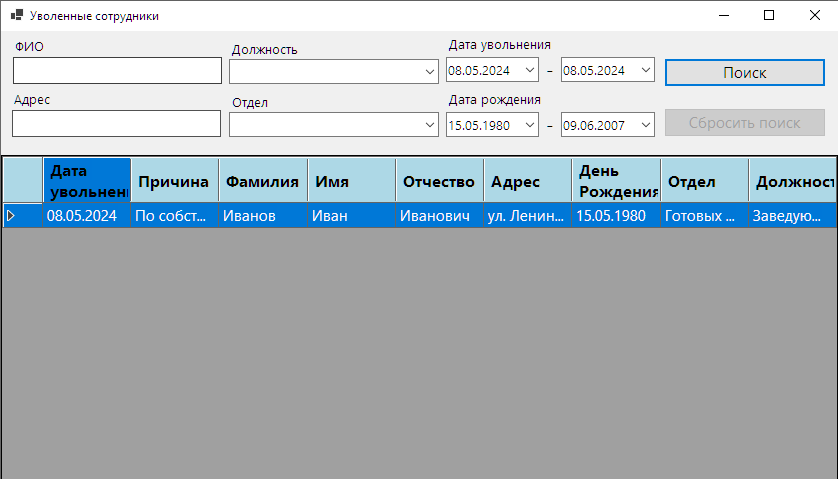 Уволенные сотрудники
ФИО
Должность
Дата увольнения
08.05.2024 – 08.05.2024
Поиск
Адрес
Отдел
Дата рождения
15.05.1980 – 09.06.2007
Сбросить поиск
Дата увольнен Причина Фамилия Имя Отчество Адрес День Рождения Отдел Должност
08.05.2024 По собст... Иванов Иван Иванович ул. Ленин... 15.05.1980 Готовых ... Заведую...